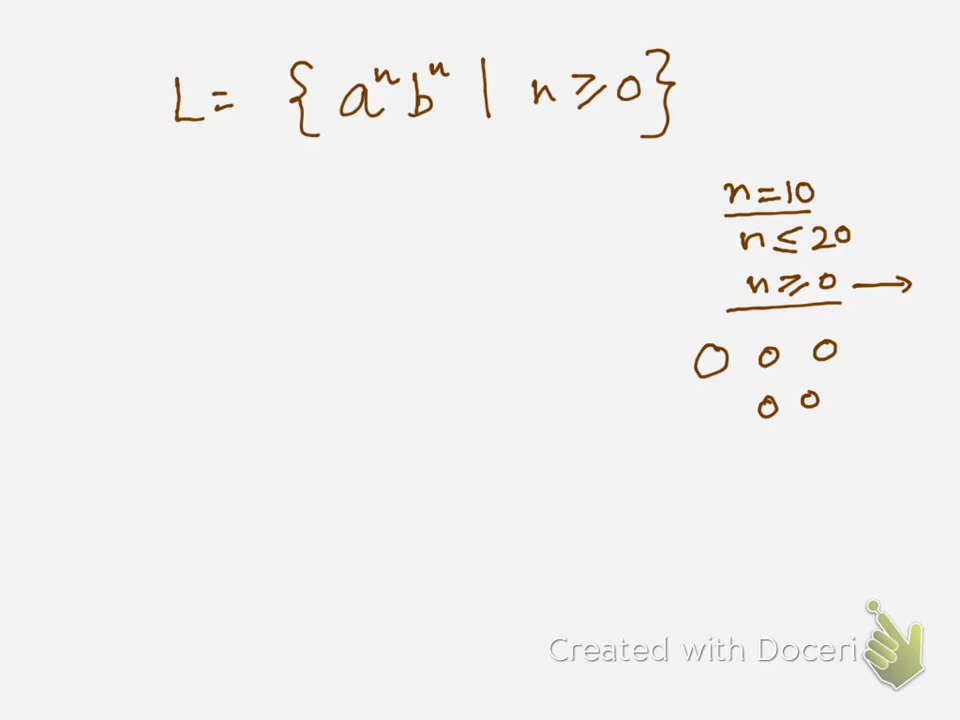 L = { aⁿbⁿ | n ⩾ 0}
n = 10
n ≤ 20
n ⩾ 0 →
Created with Doceri